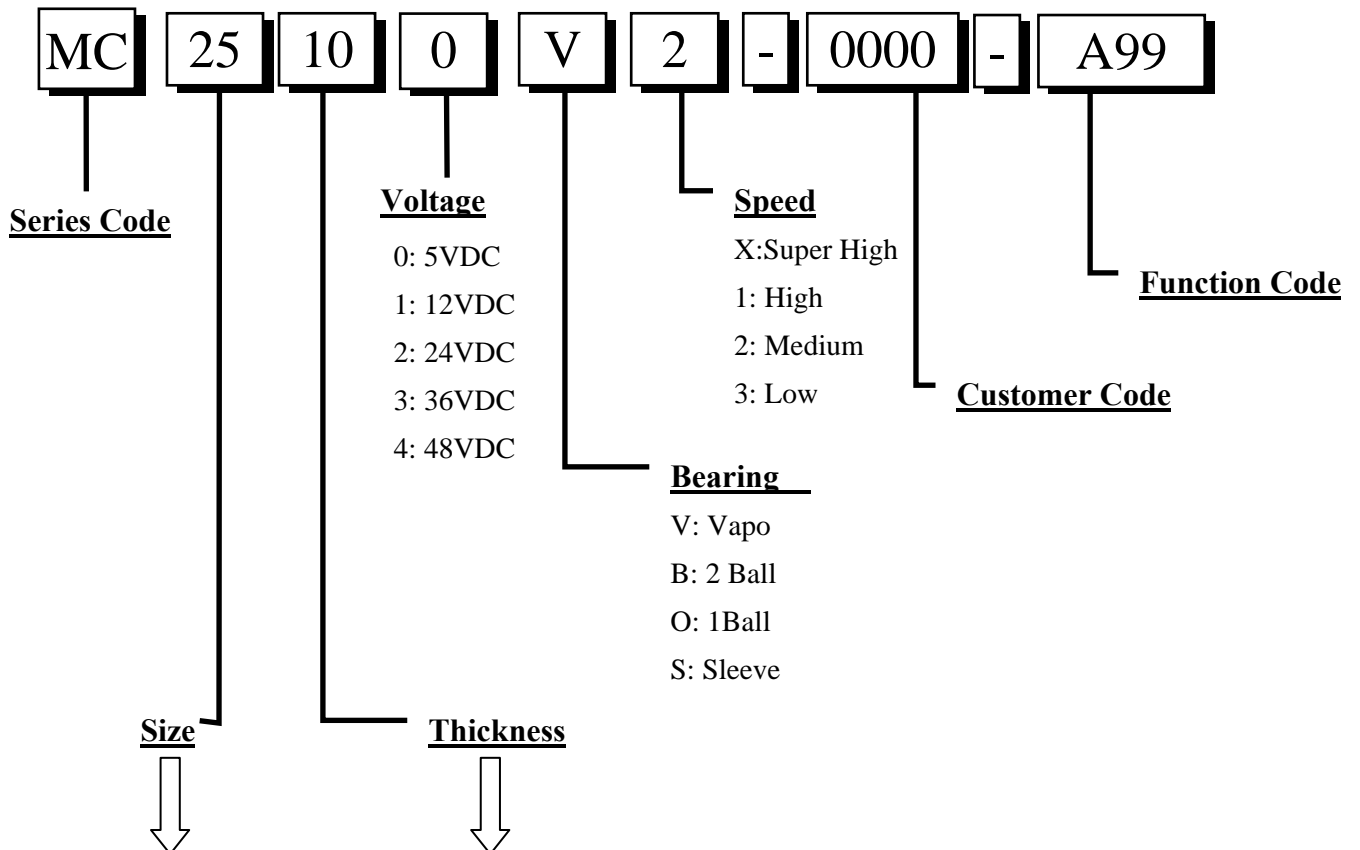 MC 25 10 0 V 2 - 0000 - A99
Series Code
Voltage
0: 5VDC
1: 12VDC
2: 24VDC
3: 36VDC
4: 48VDC
Speed
X:Super High
1: High
2: Medium
3: Low
Function Code
Customer Code
Bearing
V: Vapo
B: 2 Ball
O: 1Ball
S: Sleeve
Size
Thickness